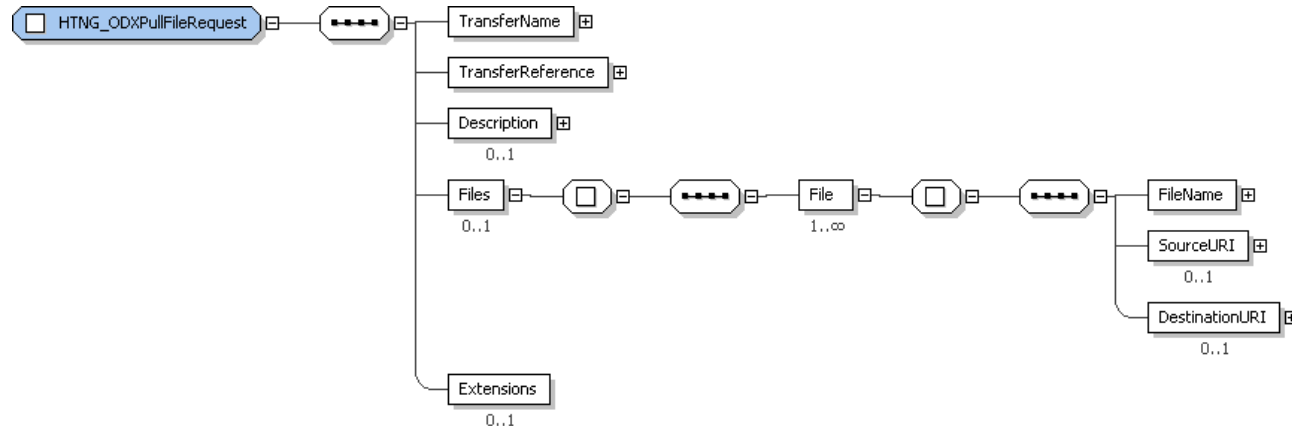 HTNG_ODXPullFileRequest
TransferName
TransferReference
Description
0..1
Files
File
FileName
0..1
1..∞
SourceURI
0..1
DestinationURI
0..1
Extensions
0..1